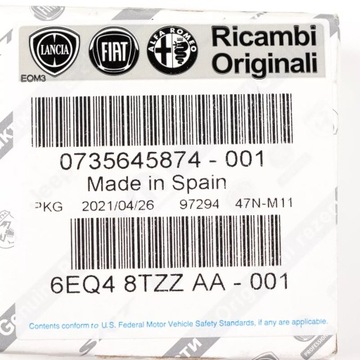 LANCIA
FIAT
ALFA ROMEO
Ricambi
Originali
EOM3
0735645874 - 001
Made in Spain
PKG 2021/04/26 97294 47N-M11
6EQ4 8TZZ AA - 001
Contents conform to U.S. Federal Motor Vehicle Safety Standards, if any are applicable.